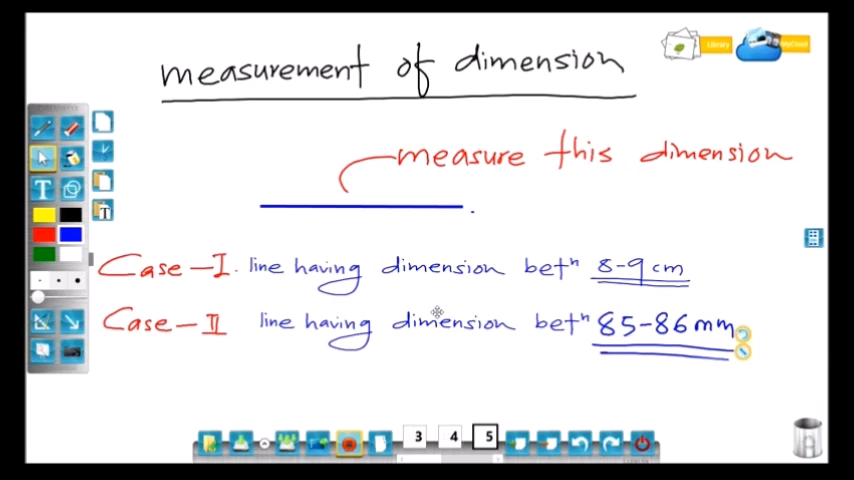 measurement of dimension
Library
MyCloud
measure this dimension
Case-I. line having dimension betⁿ 8-9cm
Case-II line having dimension betⁿ 85-86mm
T
T
3 4 5